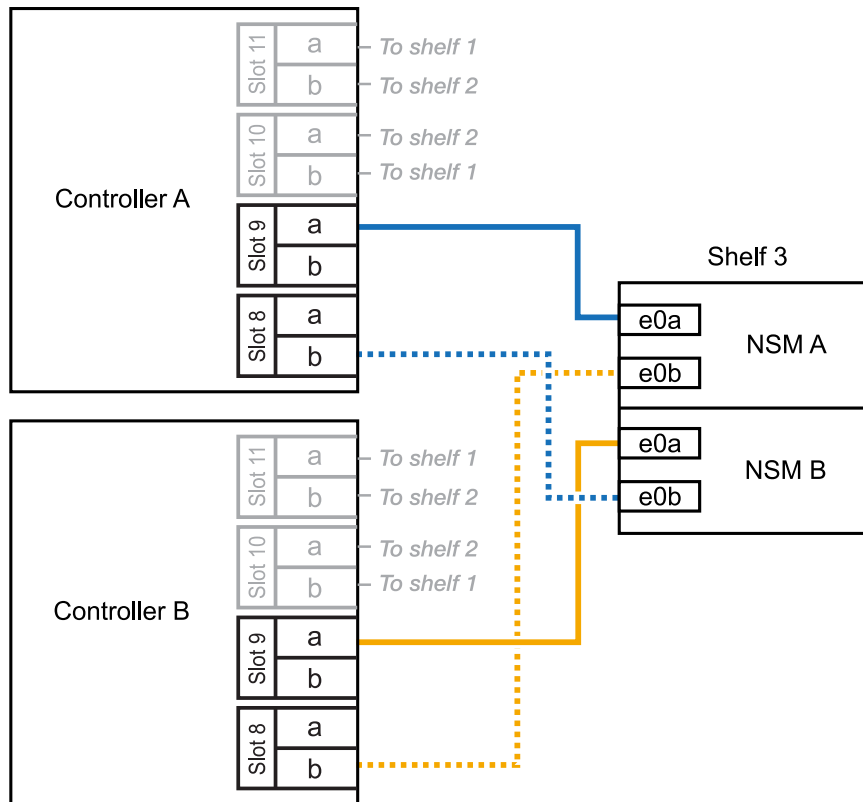 Controller A
Slot 11
a
To shelf 1
b
To shelf 2
Slot 10
a
To shelf 2
b
To shelf 1
Slot 9
a
b
Slot 8
a
b
Controller B
Slot 11
a
To shelf 1
b
To shelf 2
Slot 10
a
To shelf 2
b
To shelf 1
Slot 9
a
b
Slot 8
a
b
Shelf 3
e0a
NSM A
e0b
e0a
NSM B
e0b